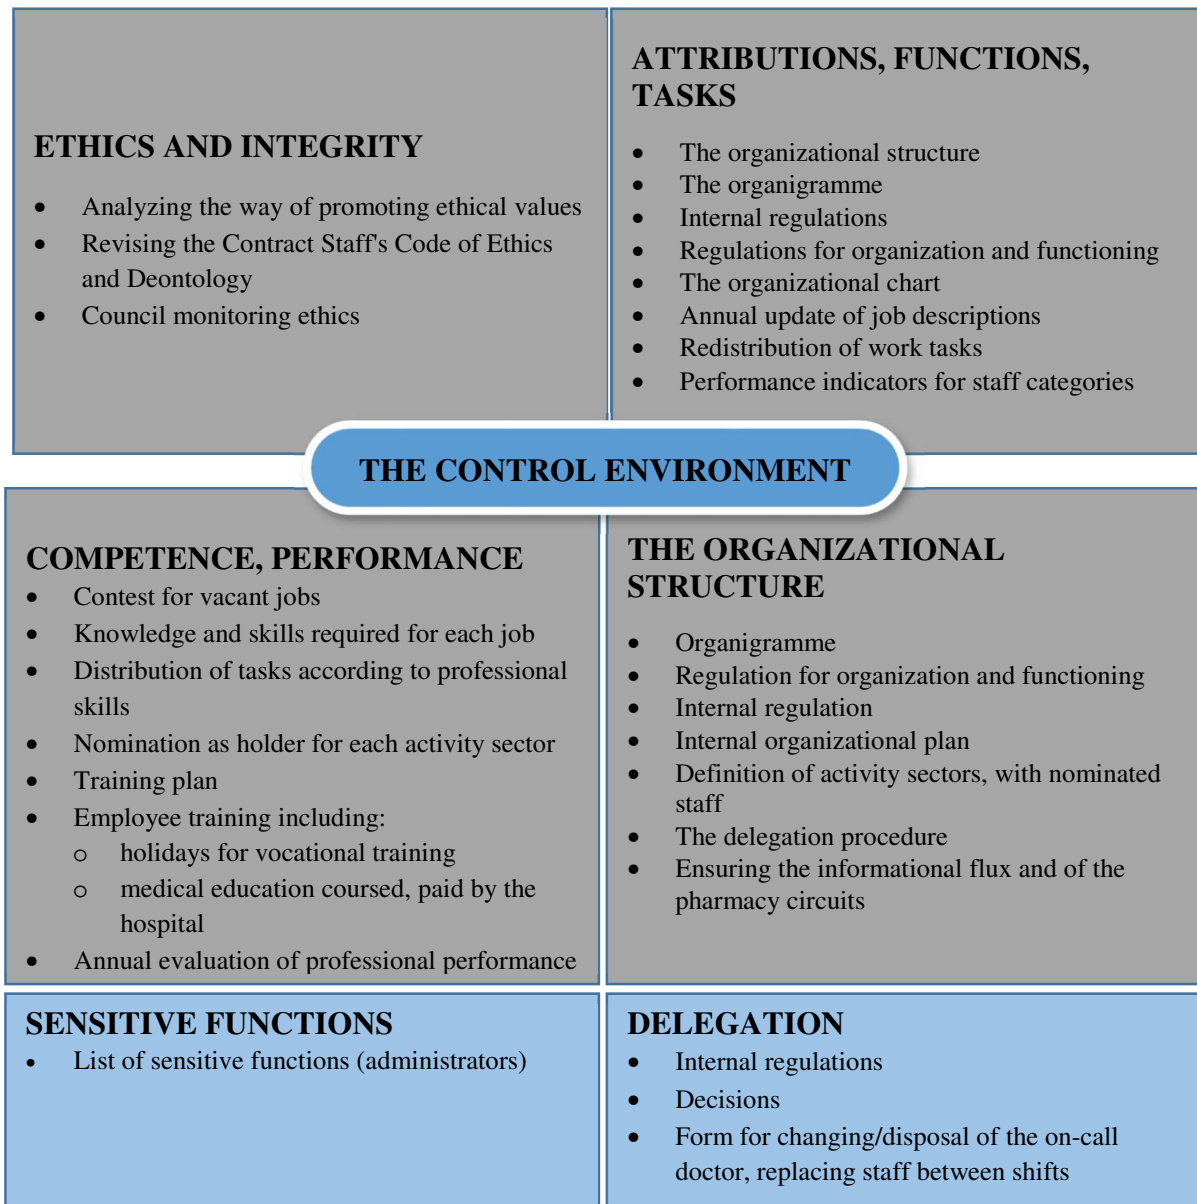 ETHICS AND INTEGRITY
• Analyzing the way of promoting ethical values
• Revising the Contract Staff's Code of Ethics
and Deontology
• Council monitoring ethics
ATTRIBUTIONS, FUNCTIONS,
TASKS
• The organizational structure
• The organigramme
• Internal regulations
• Regulations for organization and functioning
• The organizational chart
• Annual update of job descriptions
• Redistribution of work tasks
• Performance indicators for staff categories
THE CONTROL ENVIRONMENT
COMPETENCE, PERFORMANCE
• Contest for vacant jobs
• Knowledge and skills required for each job
• Distribution of tasks according to professional
skills
• Nomination as holder for each activity sector
• Training plan
• Employee training including:
o holidays for vocational training
o medical education coursed, paid by the
hospital
• Annual evaluation of professional performance
THE ORGANIZATIONAL
STRUCTURE
• Organigramme
• Regulation for organization and functioning
• Internal regulation
• Internal organizational plan
• Definition of activity sectors, with nominated
staff
• The delegation procedure
• Ensuring the informational flux and of the
pharmacy circuits
SENSITIVE FUNCTIONS
• List of sensitive functions (administrators)
DELEGATION
• Internal regulations
• Decisions
• Form for changing/disposal of the on-call
doctor, replacing staff between shifts